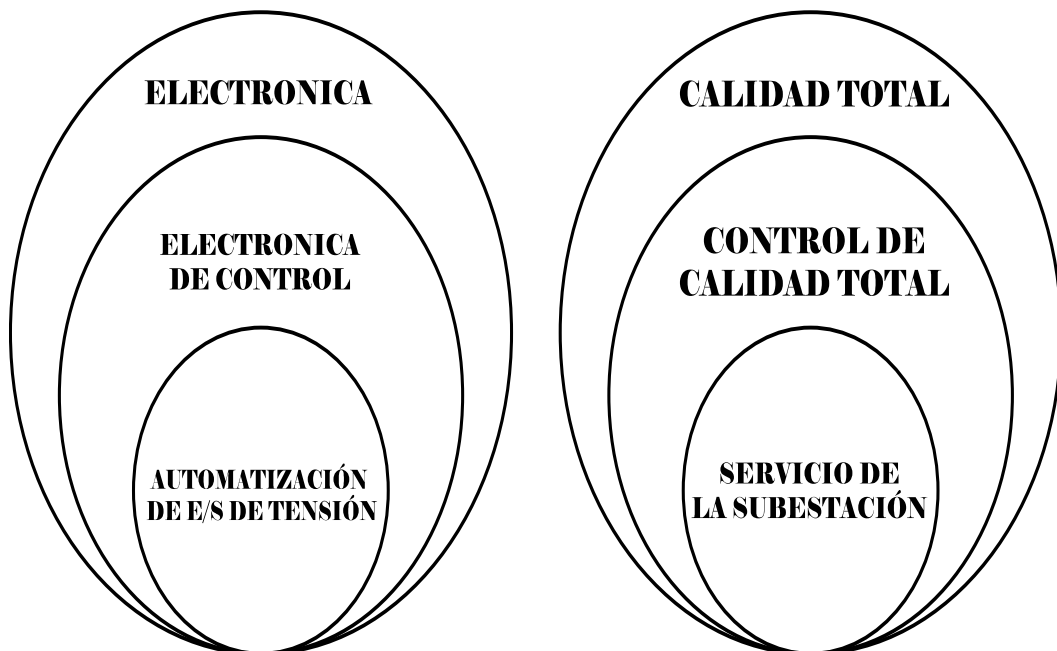 ELECTRONICA
ELECTRONICA
DE CONTROL
AUTOMATIZACIÓN
DE E/S DE TENSIÓN
CALIDAD TOTAL
CONTROL DE
CALIDAD TOTAL
SERVICIO DE
LA SUBESTACIÓN